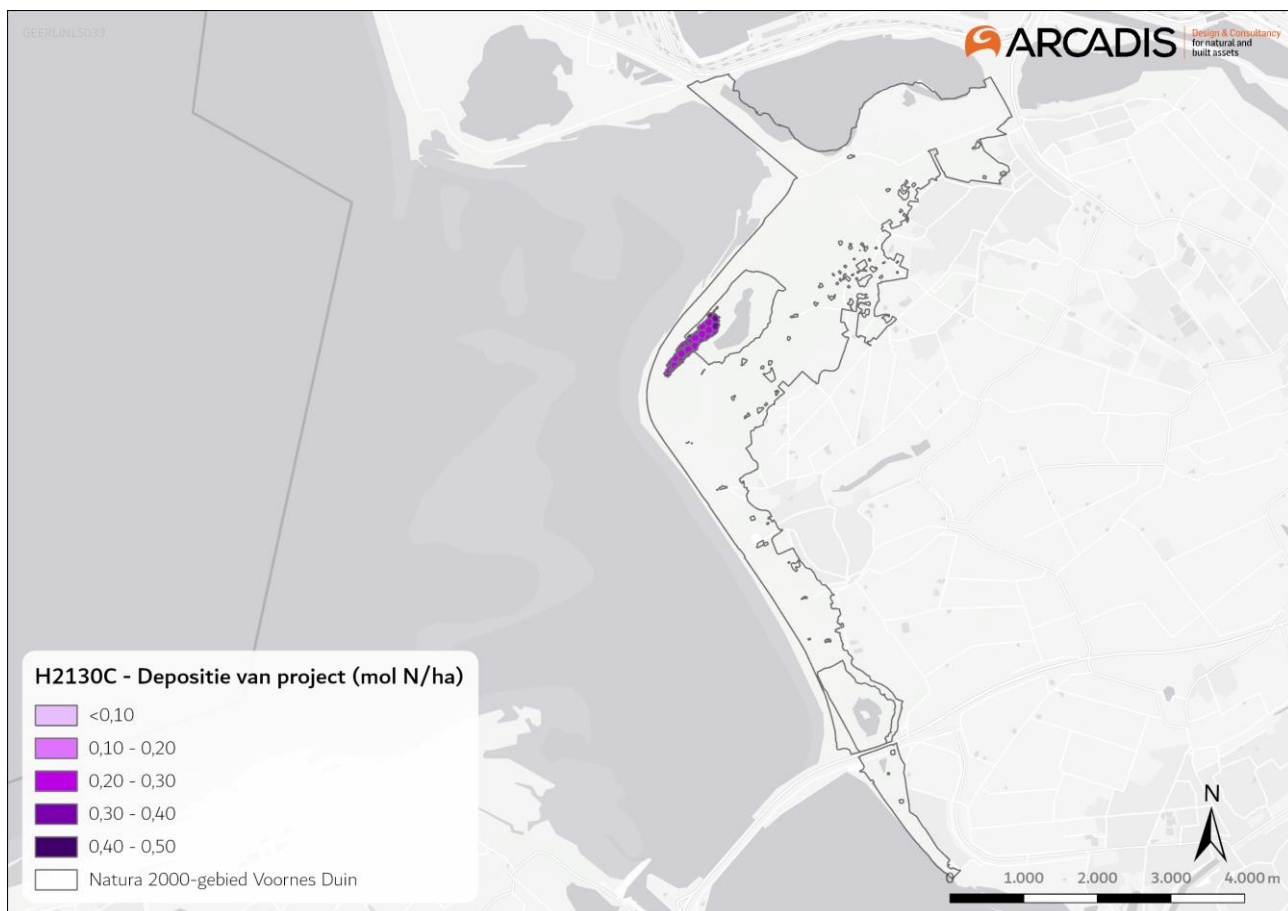 GEERLINL5033
ARCADIS
Design & Consultancy
for natural and
built assets
H2130C - Depositie van project (mol N/ha)
<0,10
0,10 - 0,20
0,20 - 0,30
0,30 - 0,40
0,40 - 0,50
Natura 2000-gebied Voornes Duin
N
0 1.000 2.000 3.000 4.000 m